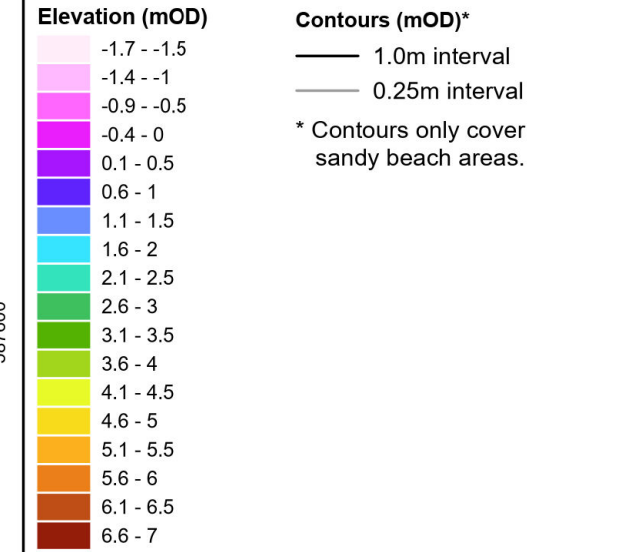 Elevation (mOD)
-1.7 - -1.5
-1.4 - -1
-0.9 - -0.5
-0.4 - 0
0.1 - 0.5
0.6 - 1
1.1 - 1.5
1.6 - 2
2.1 - 2.5
2.6 - 3
3.1 - 3.5
3.6 - 4
4.1 - 4.5
4.6 - 5
5.1 - 5.5
5.6 - 6
6.1 - 6.5
6.6 - 7
Contours (mOD)*
1.0m interval
0.25m interval
* Contours only cover
sandy beach areas.